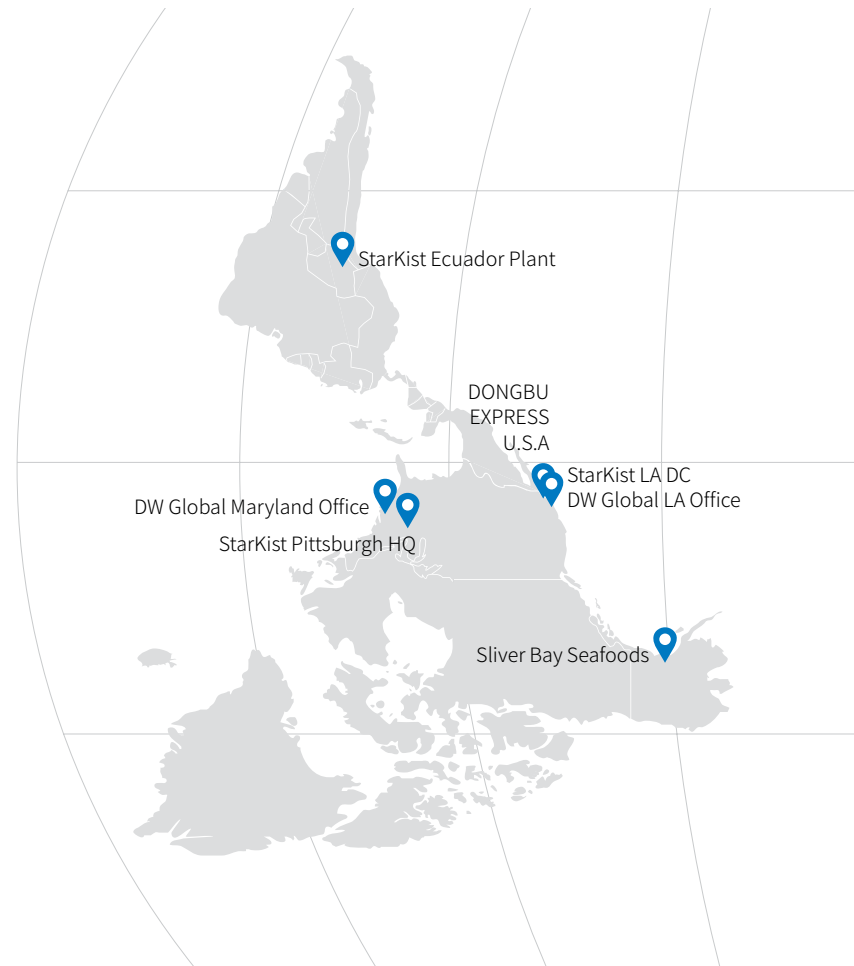 StarKist Ecuador Plant
DONGBU
EXPRESS
U.S.A
StarKist LA DC
DW Global LA Office
DW Global Maryland Office
StarKist Pittsburgh HQ
Sliver Bay Seafoods